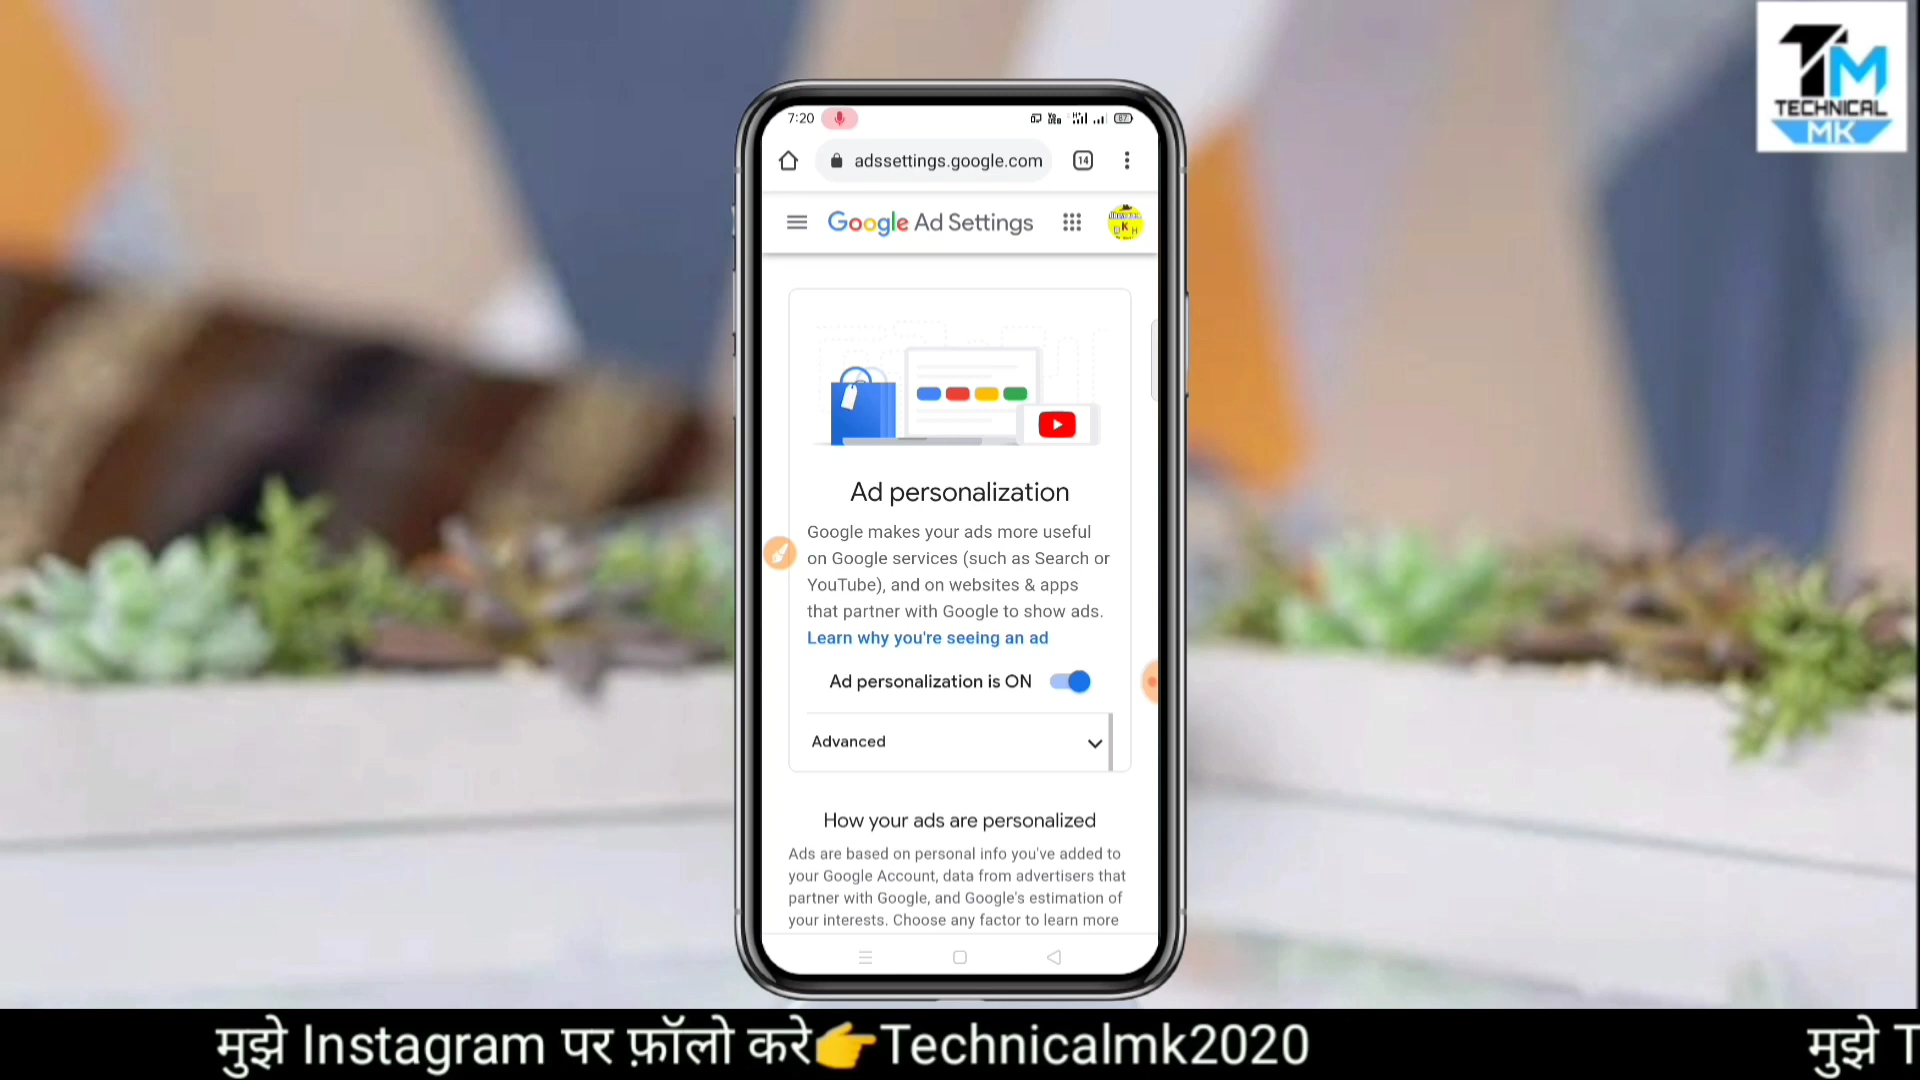 TM
TECHNICAL
MK
7:20
87
adssettings.google.com
14
Google Ad Settings
Ad personalization
Google makes your ads more useful
on Google services (such as Search or
YouTube), and on websites & apps
that partner with Google to show ads.
Learn why you're seeing an ad
Ad personalization is ON
Advanced
How your ads are personalized
Ads are based on personal info you've added to
your Google Account, data from advertisers that
partner with Google, and Google's estimation of
your interests. Choose any factor to learn more
मुझे Instagram पर फ़ॉलो करे👉Technicalmk2020
मुझे T